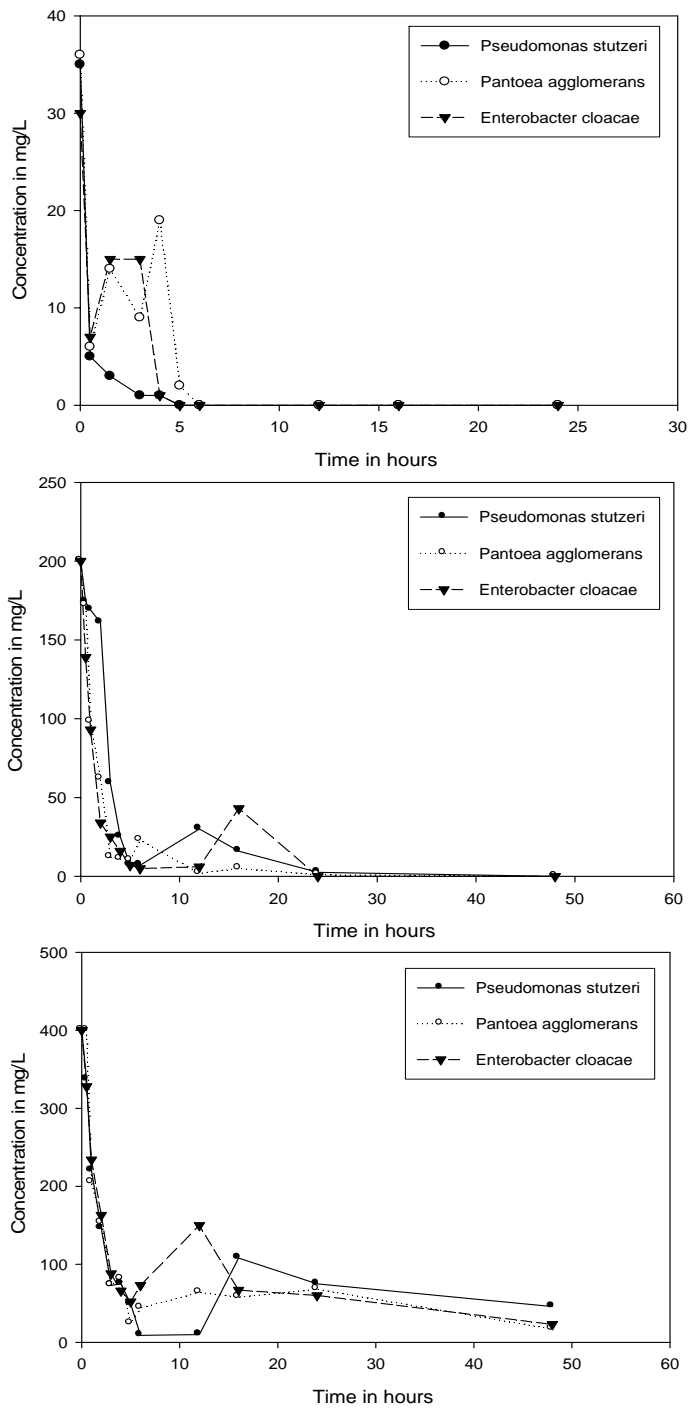 40
30
20
10
0
Concentration in mg/L
Pseudomonas stutzeri
Pantoea agglomerans
Enterobacter cloacae
0 5 10 15 20 25 30
Time in hours
250
200
150
100
50
0
Concentration in mg/L
Pseudomonas stutzeri
Pantoea agglomerans
Enterobacter cloacae
0 10 20 30 40 50 60
Time in hours
500
400
300
200
100
0
Concentration in mg/L
Pseudomonas stutzeri
Pantoea agglomerans
Enterobacter cloacae
0 10 20 30 40 50 60
Time in hours